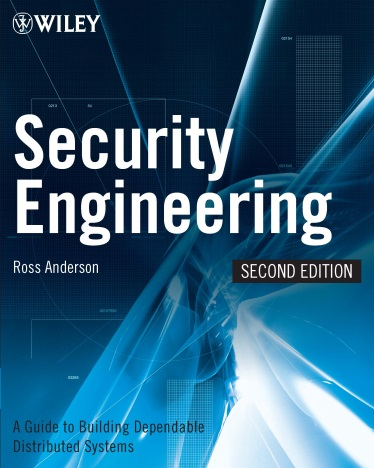 WILEY
Security
Engineering
Ross Anderson
SECOND EDITION
A Guide to Building Dependable
Distributed Systems